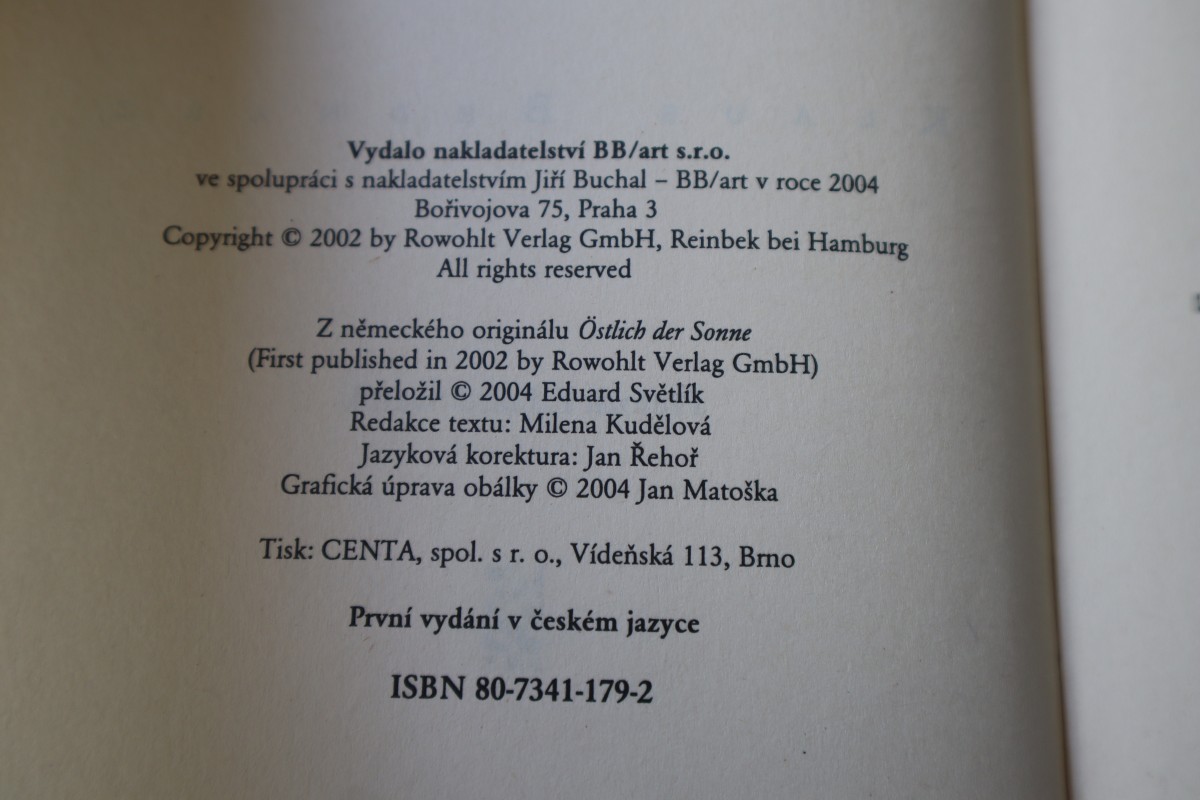 Vydalo nakladatelství BB/art s.r.o.
ve spolupráci s nakladatelstvím Jiří Buchal – BB/art v roce 2004
Bořivojova 75, Praha 3
Copyright © 2002 by Rowohlt Verlag GmbH, Reinbek bei Hamburg
All rights reserved
Z německého originálu Östlich der Sonne
(First published in 2002 by Rowohlt Verlag GmbH)
přeložil © 2004 Eduard Světlík
Redakce textu: Milena Kudělová
Jazyková korektura: Jan Řehoř
Grafická úprava obálky © 2004 Jan Matoška
Tisk: CENTA, spol. s r. o., Vídeňská 113, Brno
První vydání v českém jazyce
ISBN 80-7341-179-2